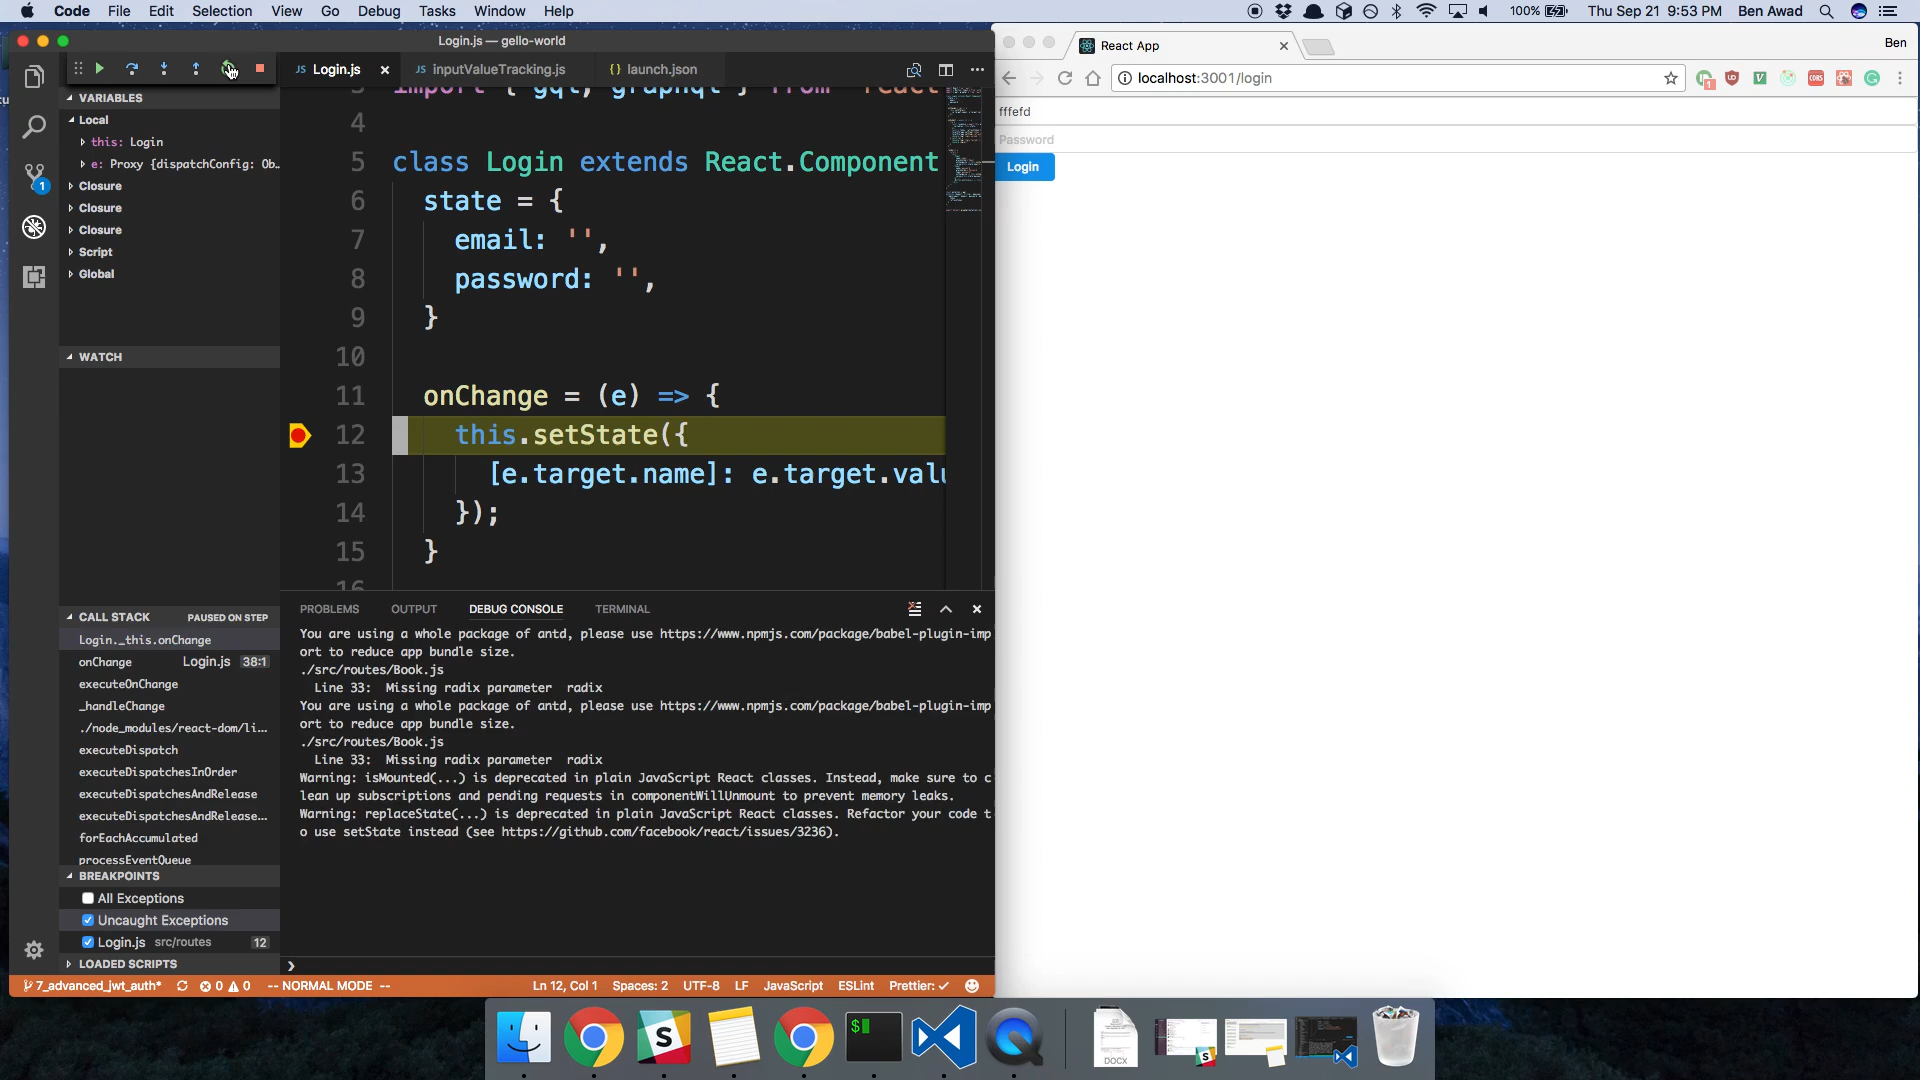 Code File Edit Selection View Go Debug Tasks Window Help
100% Thu Sep 21 9:53 PM Ben Awad
Login.js — gello-world
JS Login.js
JS inputValueTracking.js
{} launch.json
VARIABLES
Local
this: Login
e: Proxy {dispatchConfig: Ob…
Closure
Closure
Closure
Script
Global
WATCH
CALL STACK PAUSED ON STEP
Login._this.onChange
onChange Login.js 38:1
executeOnChange
_handleChange
./node_modules/react-dom/li...
executeDispatch
executeDispatchesInOrder
executeDispatchesAndRelease
executeDispatchesAndRelease...
forEachAccumulated
processEventQueue
BREAKPOINTS
All Exceptions
Uncaught Exceptions
Login.js src/routes 12
LOADED SCRIPTS
1
3 import { gql, graphql } from 'react
4
5 class Login extends React.Component
6 state = {
7 email: '',
8 password: '',
9 }
10
11 onChange = (e) => {
12 this.setState({
13 [e.target.name]: e.target.valu
14 });
15 }
16
PROBLEMS OUTPUT DEBUG CONSOLE TERMINAL
You are using a whole package of antd, please use https://www.npmjs.com/package/babel-plugin-imp
ort to reduce app bundle size.
./src/routes/Book.js
Line 33: Missing radix parameter radix
You are using a whole package of antd, please use https://www.npmjs.com/package/babel-plugin-imp
ort to reduce app bundle size.
./src/routes/Book.js
Line 33: Missing radix parameter radix
Warning: isMounted(...) is deprecated in plain JavaScript React classes. Instead, make sure to c
lean up subscriptions and pending requests in componentWillUnmount to prevent memory leaks.
Warning: replaceState(...) is deprecated in plain JavaScript React classes. Refactor your code t
o use setState instead (see https://github.com/facebook/react/issues/3236).
7_advanced_jwt_auth* 0 0 -- NORMAL MODE -- Ln 12, Col 1 Spaces: 2 UTF-8 LF JavaScript ESLint Prettier: ✓
React App
Ben
localhost:3001/login
1
CORS
fffefd
Password
Login
S
$
DOCX